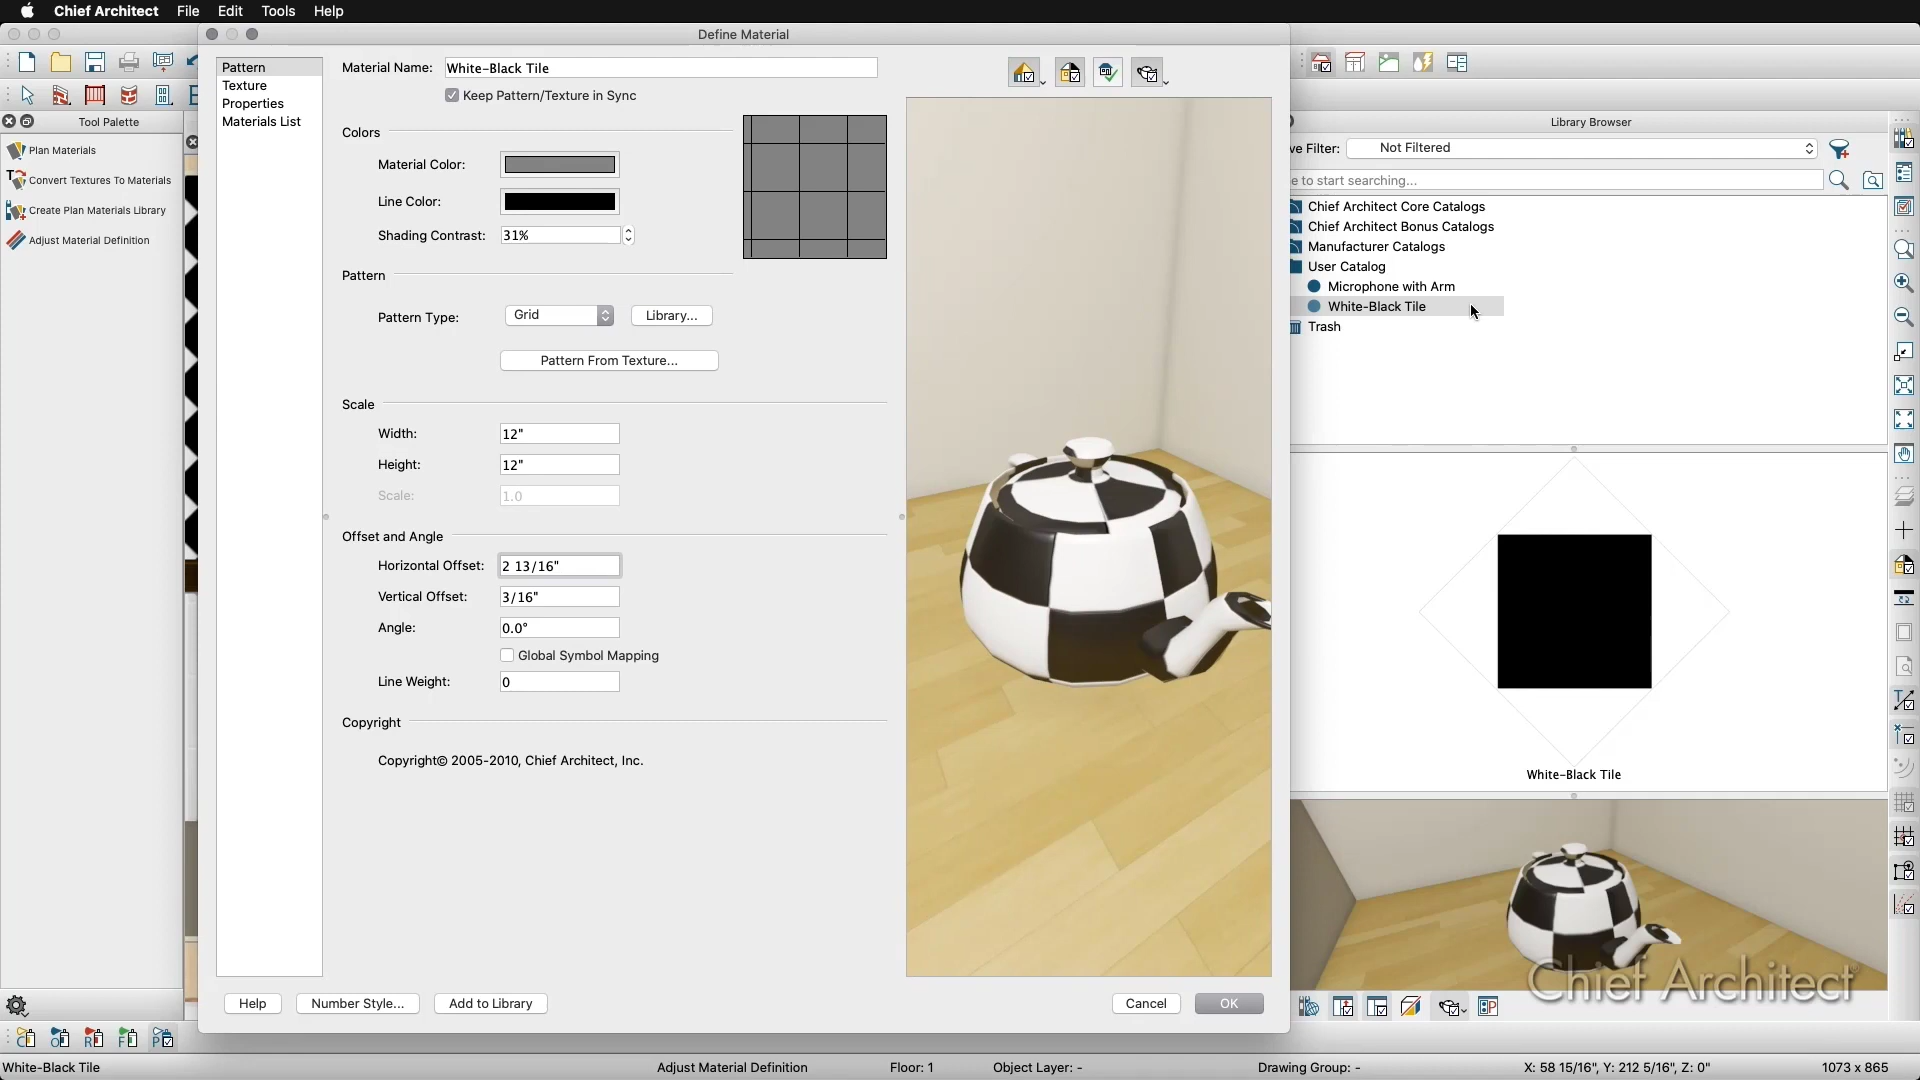 Chief Architect File Edit Tools Help
Define Material
Pattern
Texture
Properties
Materials List
Material Name: White-Black Tile
Keep Pattern/Texture in Sync
Colors
Material Color:
Line Color:
Shading Contrast: 31%
Pattern
Pattern Type: Grid Library...
Pattern From Texture...
Scale
Width: 12"
Height: 12"
Scale: 1.0
Offset and Angle
Horizontal Offset: 2 13/16"
Vertical Offset: 3/16"
Angle: 0.0°
Global Symbol Mapping
Line Weight: 0
Copyright
Copyright© 2005-2010, Chief Architect, Inc.
Help Number Style... Add to Library Cancel OK
Tool Palette
Plan Materials
Convert Textures To Materials
Create Plan Materials Library
Adjust Material Definition
Library Browser
ve Filter: Not Filtered
e to start searching...
Chief Architect Core Catalogs
Chief Architect Bonus Catalogs
Manufacturer Catalogs
User Catalog
Microphone with Arm
White-Black Tile
Trash
White-Black Tile
Chief Architect
White-Black Tile Adjust Material Definition Floor: 1 Object Layer: - Drawing Group: - X: 58 15/16", Y: 212 5/16", Z: 0" 1073 x 865